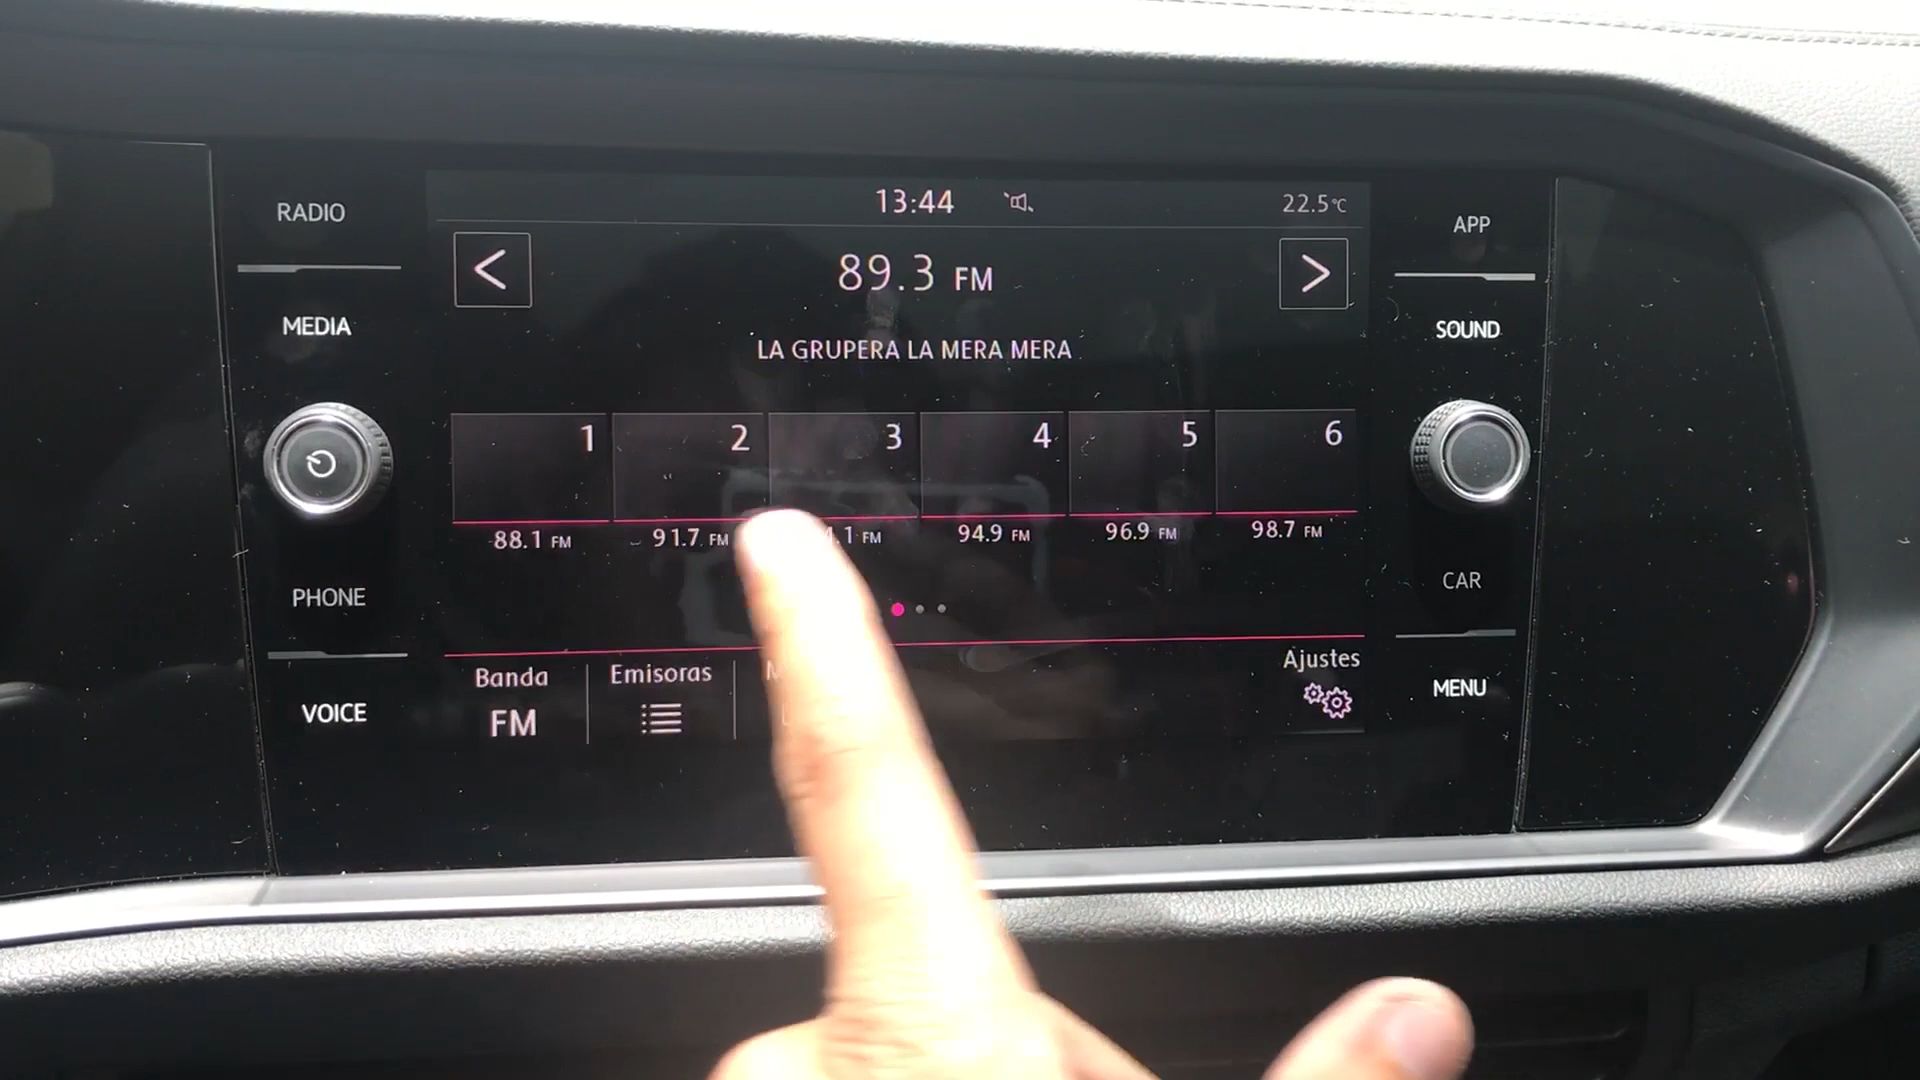 RADIO
MEDIA
PHONE
VOICE
13:44
22.5°C
<
89.3 FM
>
LA GRUPERA LA MERA MERA
1
2
3
4
5
6
88.1 FM
91.7 FM
.1 FM
94.9 FM
96.9 FM
98.7 FM
Banda
FM
Emisoras
Ajustes
APP
SOUND
CAR
MENU